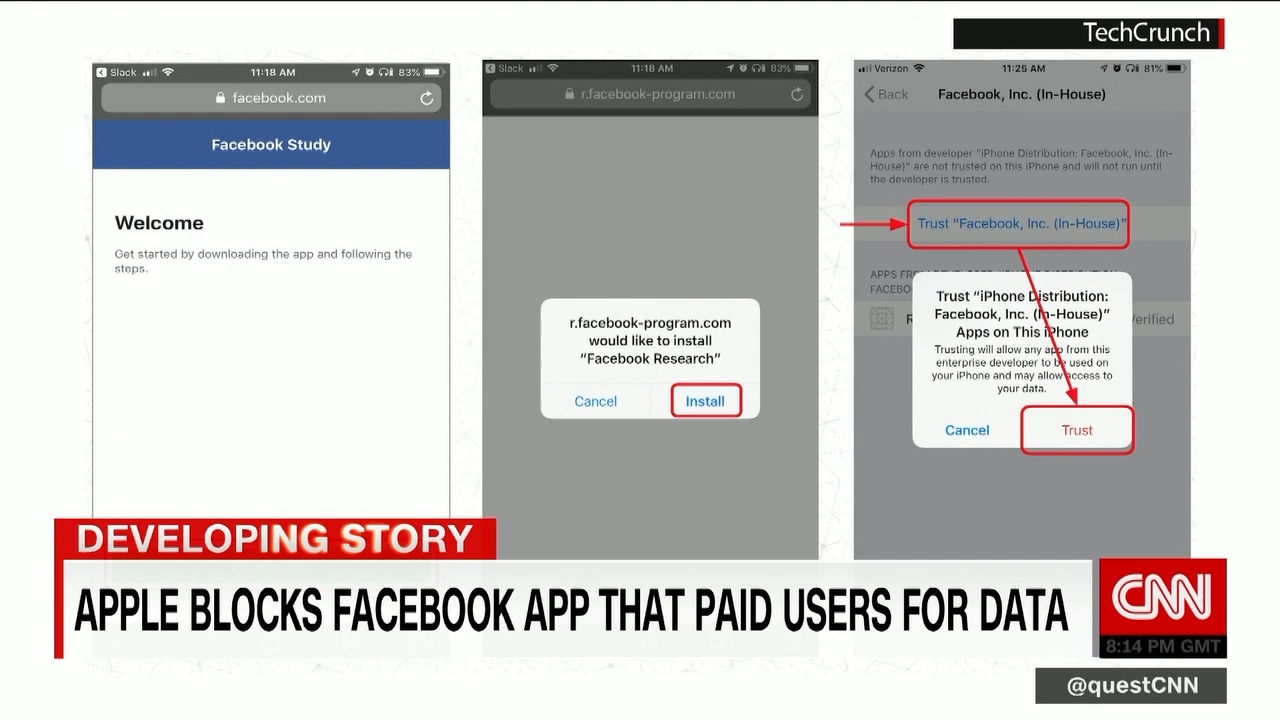 TechCrunch
Slack
11:18 AM
83%
facebook.com
Facebook Study
Welcome
Get started by downloading the app and following the
steps.
Slack
11:18 AM
83%
r.facebook-program.com
r.facebook-program.com
would like to install
"Facebook Research"
Cancel
Install
Verizon
11:25 AM
81%
Back
Facebook, Inc. (In-House)
Apps from developer "iPhone Distribution: Facebook, Inc. (In-
House)" are not trusted on this iPhone and will not run until
the developer is trusted.
Trust "Facebook, Inc. (In-House)"
Trust "iPhone Distribution:
Facebook, Inc. (In-House)"
Apps on This iPhone
Trusting will allow any app from this
enterprise developer to be used on
your iPhone and may allow access to
your data.
Verified
Cancel
Trust
DEVELOPING STORY
APPLE BLOCKS FACEBOOK APP THAT PAID USERS FOR DATA
CNN
8:14 PM GMT
@questCNN